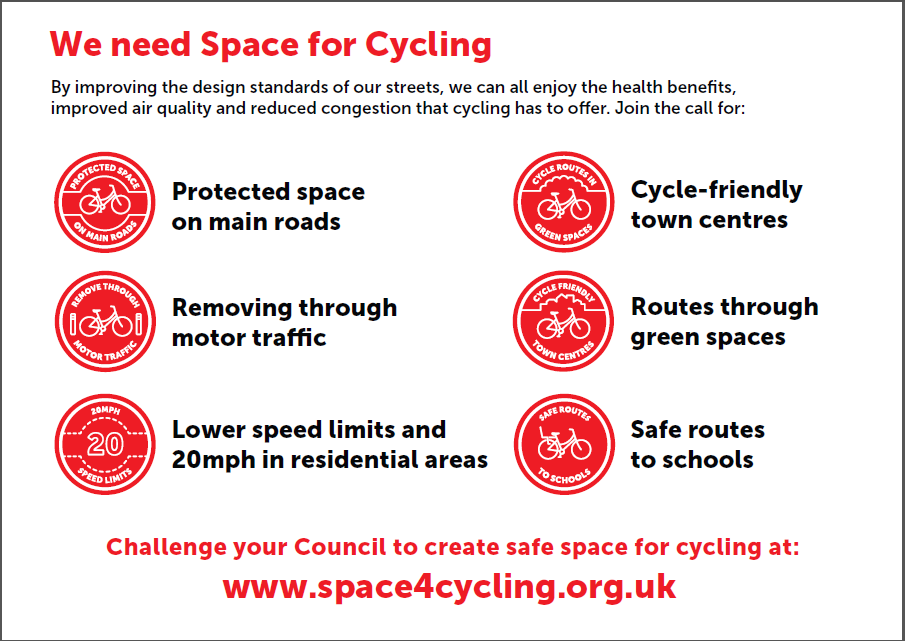 We need Space for Cycling
By improving the design standards of our streets, we can all enjoy the health benefits,
improved air quality and reduced congestion that cycling has to offer. Join the call for:
PROTECTED SPACE
ON MAIN ROADS
Protected space
on main roads
CYCLE ROUTES IN
GREEN SPACES
Cycle-friendly
town centres
REMOVE THROUGH
MOTOR TRAFFIC
Removing through
motor traffic
CYCLE FRIENDLY
TOWN CENTRES
Routes through
green spaces
20MPH
20
SPEED LIMITS
Lower speed limits and
20mph in residential areas
SAFE ROUTES
TO SCHOOLS
Safe routes
to schools
Challenge your Council to create safe space for cycling at:
www.space4cycling.org.uk